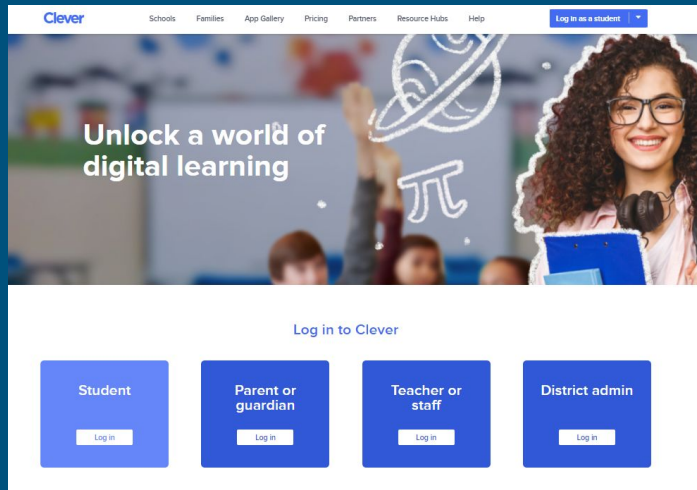 Clever
Schools Families App Gallery Pricing Partners Resource Hubs Help
Log in as a student
Unlock a world of
digital learning
π
Log in to Clever
Student
Log in
Parent or
guardian
Log in
Teacher or
staff
Log in
District admin
Log in